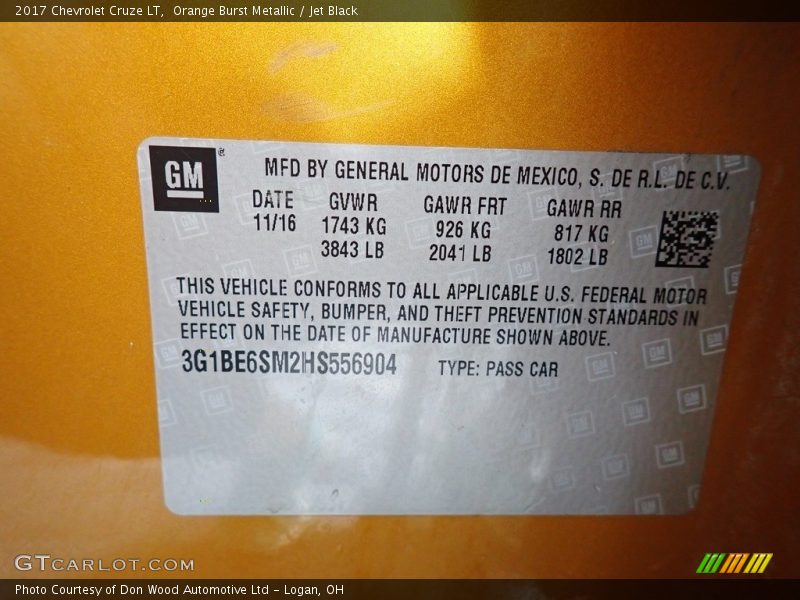 2017 Chevrolet Cruze LT,  Orange Burst Metallic / Jet Black
GM ®
MFD BY GENERAL MOTORS DE MEXICO, S. DE R.L. DE C.V.
DATE GVWR GAWR FRT GAWR RR
11/16 1743 KG 926 KG 817 KG
3843 LB 2041 LB 1802 LB
THIS VEHICLE CONFORMS TO ALL APPLICABLE U.S. FEDERAL MOTOR
VEHICLE SAFETY, BUMPER, AND THEFT PREVENTION STANDARDS IN
EFFECT ON THE DATE OF MANUFACTURE SHOWN ABOVE.
3G1BE6SM2HS556904 TYPE: PASS CAR
GTCARLOT.COM
Photo Courtesy of Don Wood Automotive Ltd - Logan, OH